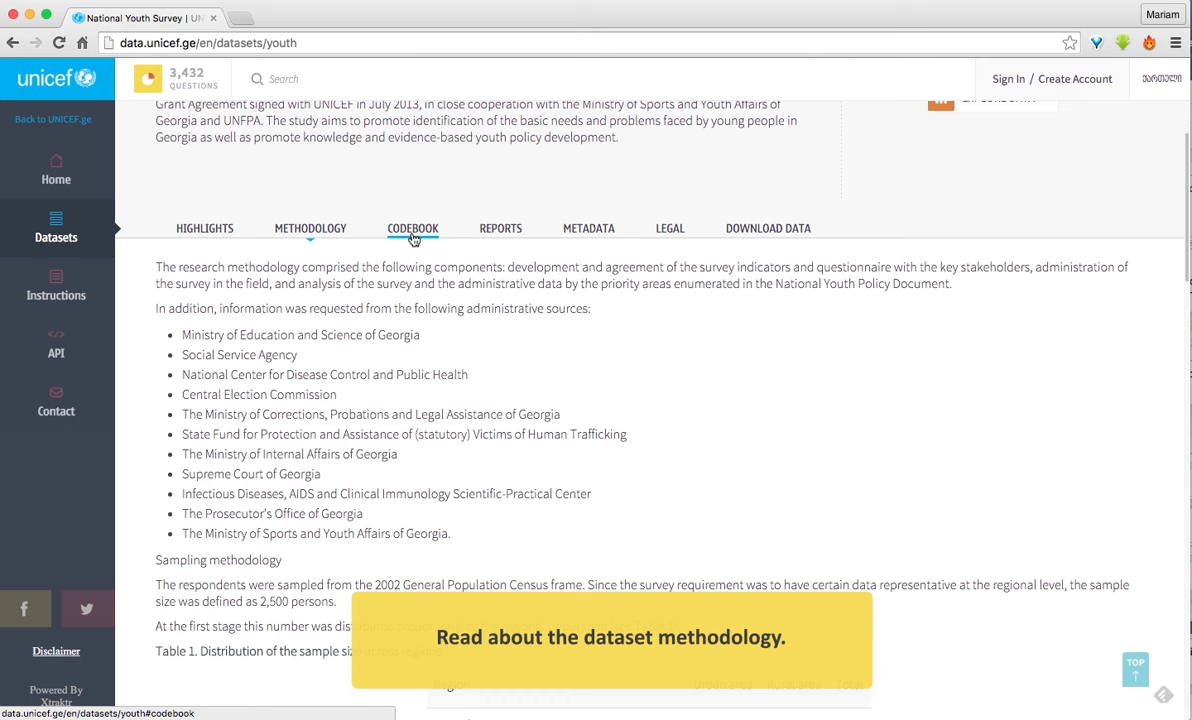 National Youth Survey | UN
Mariam
data.unicef.ge/en/datasets/youth
unicef
3,432
QUESTIONS
Search
Sign In / Create Account
ქართული
Back to UNICEF.ge
Grant Agreement signed with UNICEF in July 2013, in close cooperation with the Ministry of Sports and Youth Affairs of
Georgia and UNFPA. The study aims to promote identification of the basic needs and problems faced by young people in
Georgia as well as promote knowledge and evidence-based youth policy development.
Home
Datasets
Instructions
</>
API
Contact
HIGHLIGHTS METHODOLOGY CODEBOOK REPORTS METADATA LEGAL DOWNLOAD DATA
The research methodology comprised the following components: development and agreement of the survey indicators and questionnaire with the key stakeholders, administration of
the survey in the field, and analysis of the survey and the administrative data by the priority areas enumerated in the National Youth Policy Document.
In addition, information was requested from the following administrative sources:
• Ministry of Education and Science of Georgia
• Social Service Agency
• National Center for Disease Control and Public Health
• Central Election Commission
• The Ministry of Corrections, Probations and Legal Assistance of Georgia
• State Fund for Protection and Assistance of (statutory) Victims of Human Trafficking
• The Ministry of Internal Affairs of Georgia
• Supreme Court of Georgia
• Infectious Diseases, AIDS and Clinical Immunology Scientific-Practical Center
• The Prosecutor's Office of Georgia
• The Ministry of Sports and Youth Affairs of Georgia.
Sampling methodology
The respondents were sampled from the 2002 General Population Census frame. Since the survey requirement was to have certain data representative at the regional level, the sample
size was defined as 2,500 persons.
At the first stage this number was
Table 1. Distribution of the sample size across regions
Read about the dataset methodology.
Region Urban area Rural area Total
Disclaimer
Powered By
Xtraktr
TOP
data.unicef.ge/en/datasets/youth#codebook